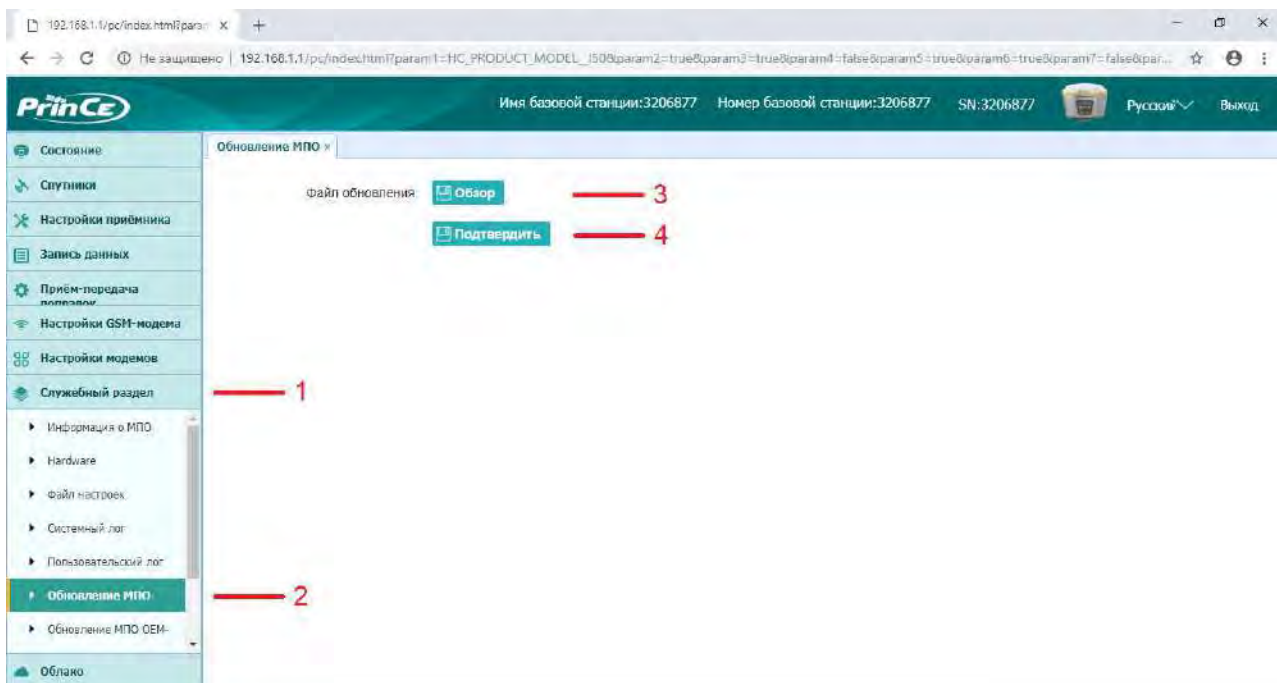 192.168.1.1/pc/index.html?para
Не защищено | 192.168.1.1/pc/index.html?param1=HC_PRODUCT_MODEL_I50&param2=true&param3=true&param4=false&param5=true&param6=true&param7=false&par...
PrinCE Имя базовой станции:3206877 Номер базовой станции:3206877 SN:3206877 Русский Выход
Состояние
Спутники
Настройки приёмника
Запись данных
Приём-передача
поправок
Настройки GSM-модема
Настройки модемов
Служебный раздел
Информация о МПО
Hardware
Файл настроек
Системный лог
Пользовательский лог
Обновление МПО
Обновление МПО OEM-
Облако
Обновление МПО ×
Файл обновления Обзор 3
Подтвердить 4
1
2